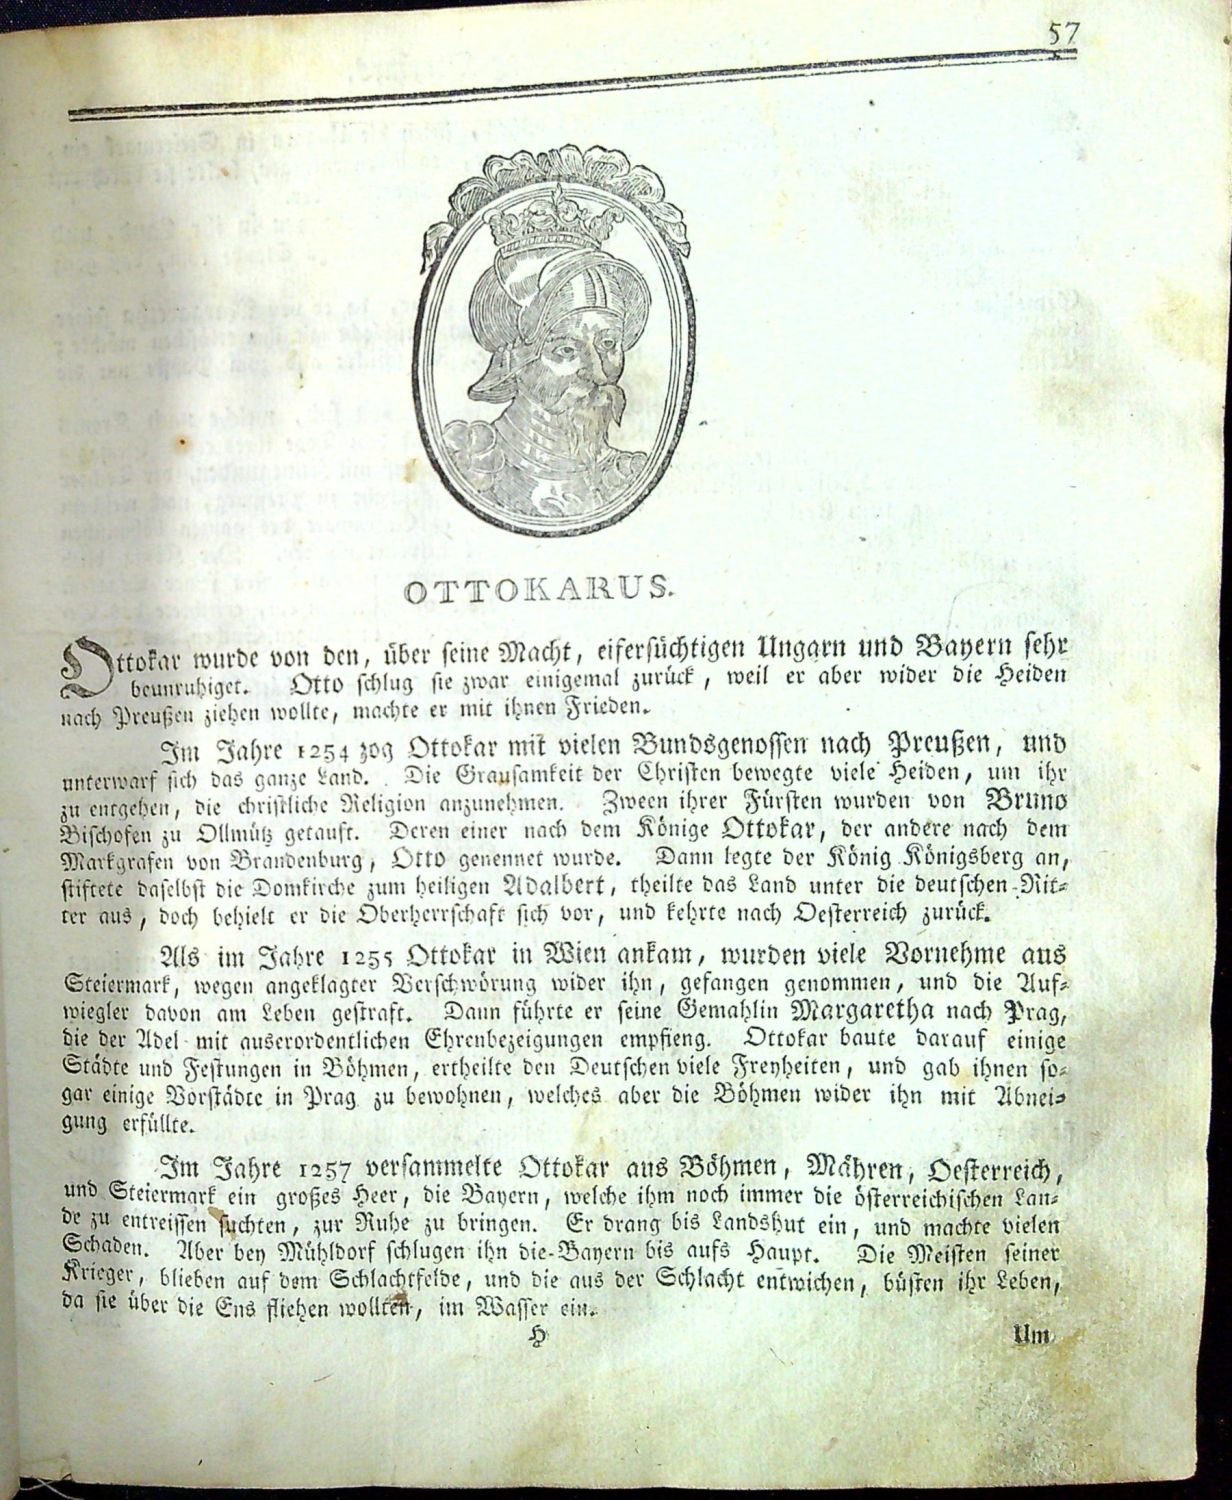 57
OTTOKARUS.
Ottokar wurde von den, über seine Macht, eifersüchtigen Ungarn und Bayern sehr
beunruhiget. Otto schlug sie zwar einigemal zurück, weil er aber wider die Heiden
nach Preußen ziehen wollte, machte er mit ihnen Frieden.
Im Jahre 1254 zog Ottokar mit vielen Bundsgenossen nach Preußen, und
unterwarf sich das ganze Land. Die Grausamkeit der Christen bewegte viele Heiden, um ihr
zu entgehen, die christliche Religion anzunehmen. Zween ihrer Fürsten wurden von Bruno
Bischofen zu Ollmütz getauft. Deren einer nach dem Könige Ottokar, der andere nach dem
Markgrafen von Brandenburg, Otto genennet wurde. Dann legte der König Königsberg an,
stiftete daselbst die Domkirche zum heiligen Adalbert, theilte das Land unter die deutschen Rit-
ter aus, doch behielt er die Oberherrschaft sich vor, und kehrte nach Oesterreich zurück.
Als im Jahre 1255 Ottokar in Wien ankam, wurden viele Vornehme aus
Steiermark, wegen angeklagter Verschwörung wider ihn, gefangen genommen, und die Auf-
wiegler davon am Leben gestraft. Dann führte er seine Gemahlin Margaretha nach Prag,
die der Adel mit auserordentlichen Ehrenbezeigungen empfieng. Ottokar baute darauf einige
Städte und Festungen in Böhmen, ertheilte den Deutschen viele Freyheiten, und gab ihnen so-
gar einige Vorstädte in Prag zu bewohnen, welches aber die Böhmen wider ihn mit Abnei-
gung erfüllte.
Im Jahre 1257 versammelte Ottokar aus Böhmen, Mähren, Oesterreich,
und Steiermark ein großes Heer, die Bayern, welche ihm noch immer die österreichischen Lan-
de zu entreissen suchten, zur Ruhe zu bringen. Er drang bis Landshut ein, und machte vielen
Schaden. Aber bey Mühldorf schlugen ihn die Bayern bis aufs Haupt. Die Meisten seiner
Krieger, blieben auf dem Schlachtfelde, und die aus der Schlacht entwichen, büsten ihr Leben,
da sie über die Ens fliehen wollten, im Wasser ein.
H
Um